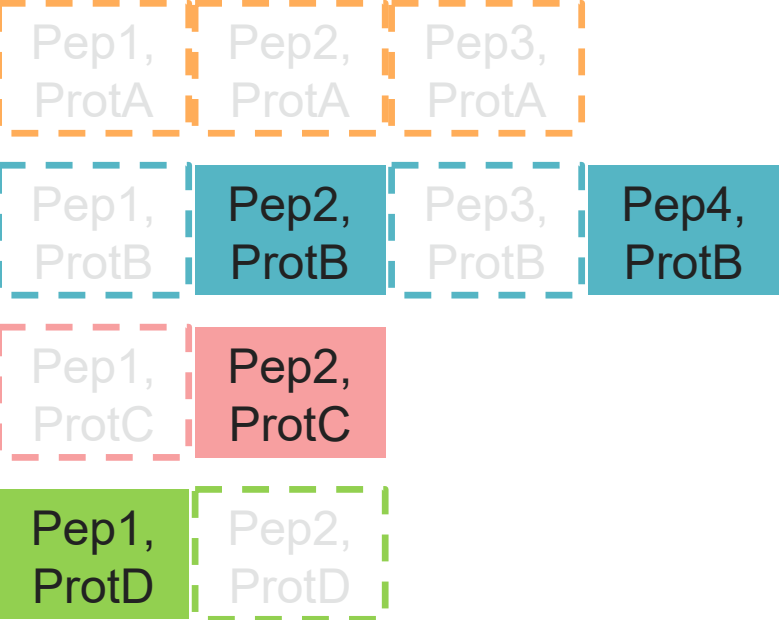 Pep1, Pep2, Pep3,
ProtA ProtA ProtA
Pep1, Pep2, Pep3, Pep4,
ProtB ProtB ProtB ProtB
Pep1, Pep2,
ProtC ProtC
Pep1, Pep2,
ProtD ProtD